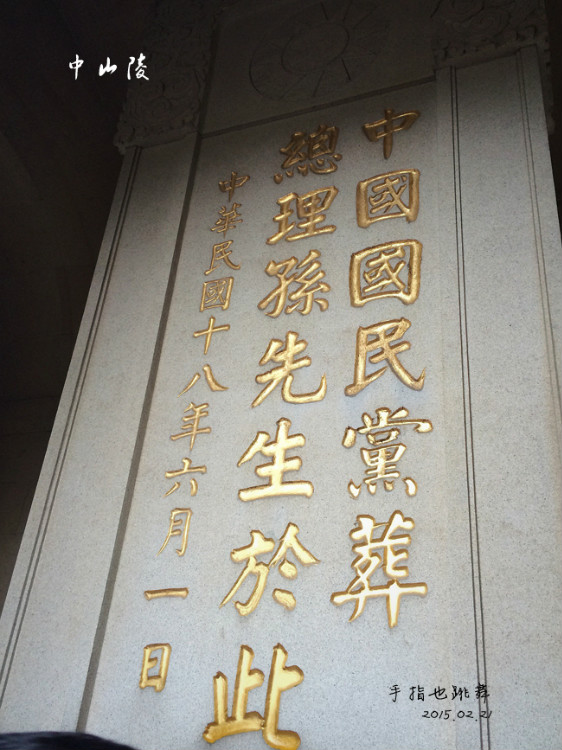 中山陵
中國國民黨葬
總理孫先生於此
中華民國十八年六月一日
手指也跳舞
2015.02.21